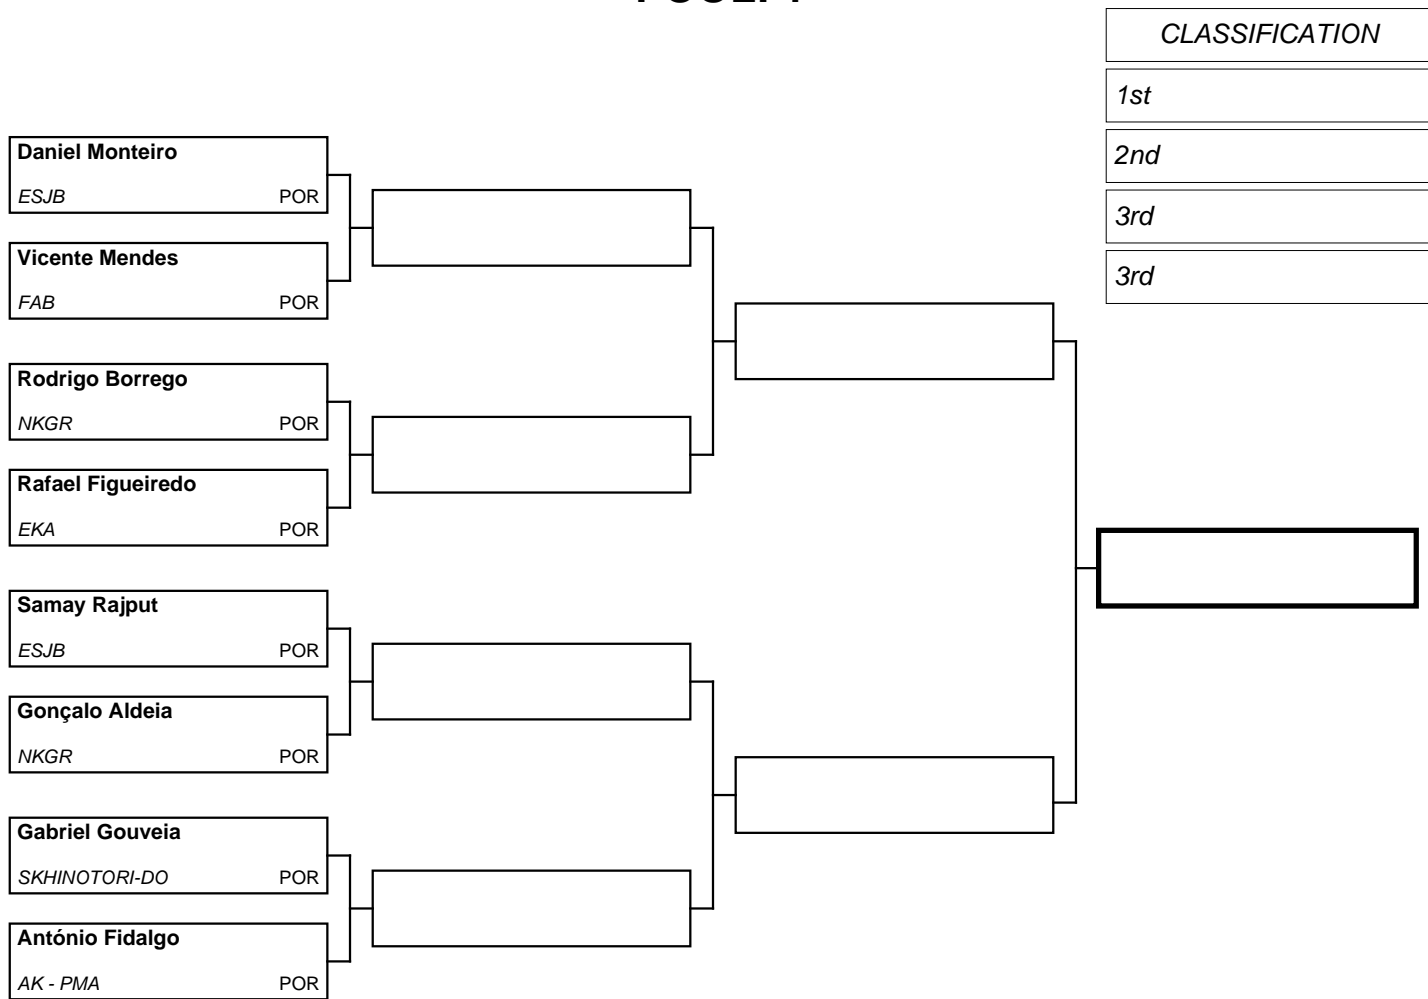 CLASSIFICATION
1st
2nd
3rd
3rd
Daniel Monteiro
ESJB POR
Vicente Mendes
FAB POR
Rodrigo Borrego
NKGR POR
Rafael Figueiredo
EKA POR
Samay Rajput
ESJB POR
Gonçalo Aldeia
NKGR POR
Gabriel Gouveia
SKHINOTORI-DO POR
António Fidalgo
AK - PMA POR